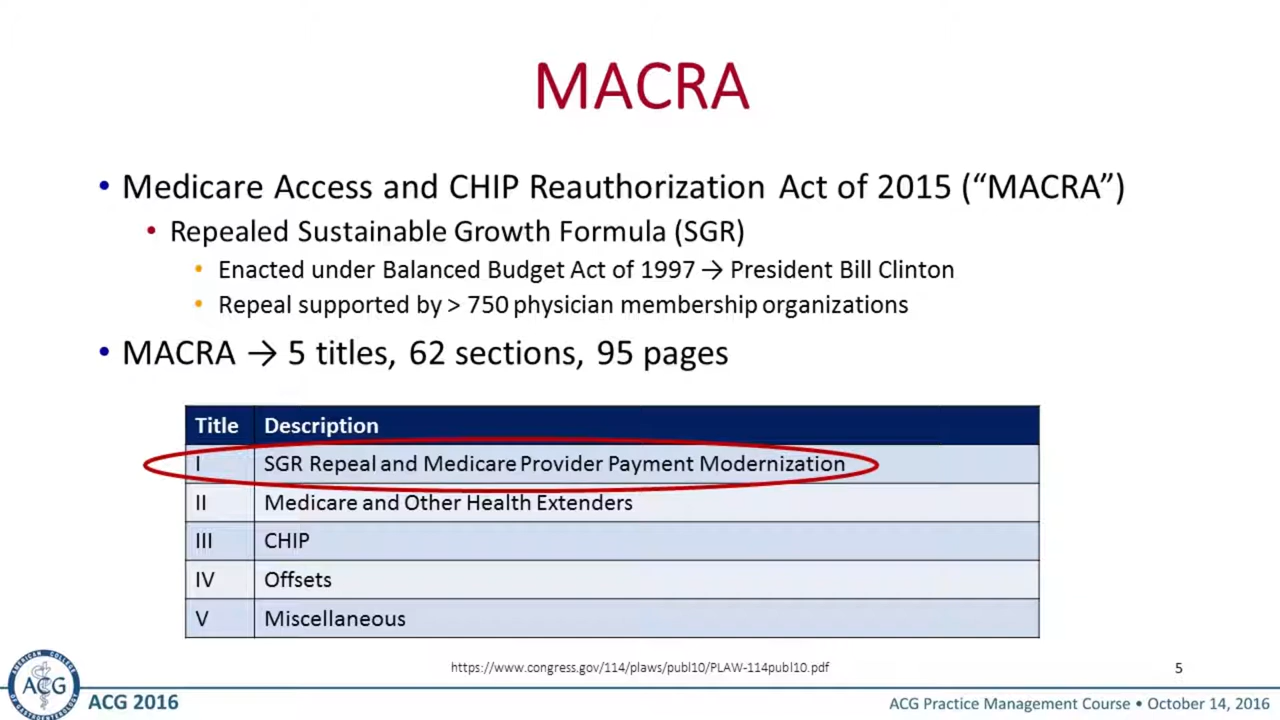 MACRA
• Medicare Access and CHIP Reauthorization Act of 2015 (“MACRA”)
• Repealed Sustainable Growth Formula (SGR)
• Enacted under Balanced Budget Act of 1997 → President Bill Clinton
• Repeal supported by > 750 physician membership organizations
• MACRA → 5 titles, 62 sections, 95 pages
Title Description
I SGR Repeal and Medicare Provider Payment Modernization
II Medicare and Other Health Extenders
III CHIP
IV Offsets
V Miscellaneous
https://www.congress.gov/114/plaws/publ10/PLAW-114publ10.pdf
5
AMERICAN COLLEGE
ACG
OF GASTROENTEROLOGY
ACG 2016
ACG Practice Management Course • October 14, 2016